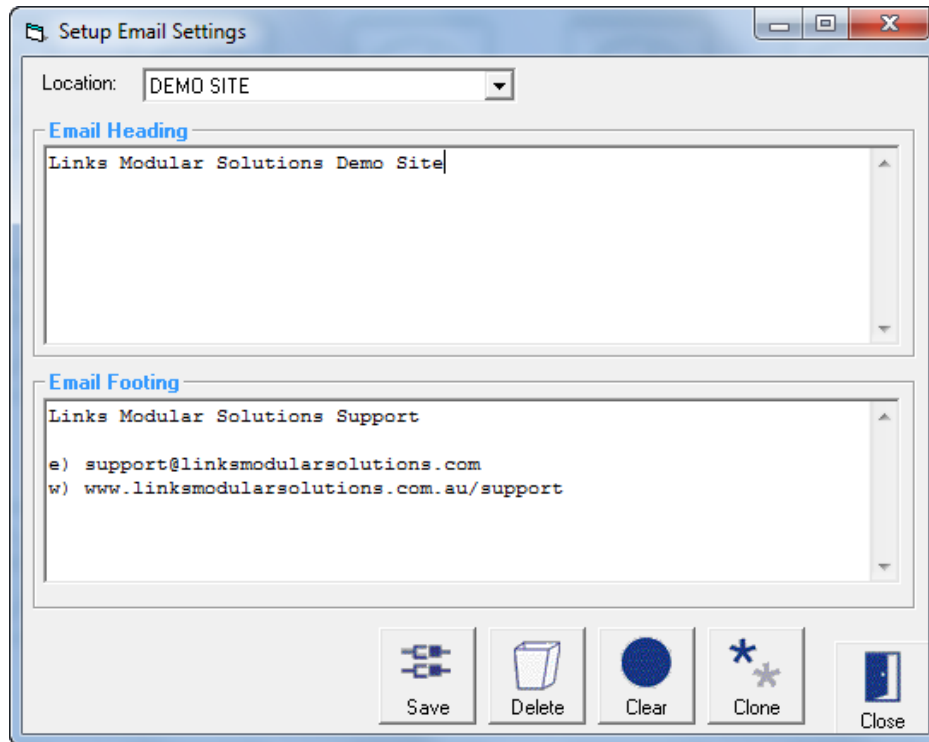 Setup Email Settings
Location: DEMO SITE
Email Heading
Links Modular Solutions Demo Site
Email Footing
Links Modular Solutions Support
e) support@linksmodularsolutions.com
w) www.linksmodularsolutions.com.au/support
Save Delete Clear Clone Close